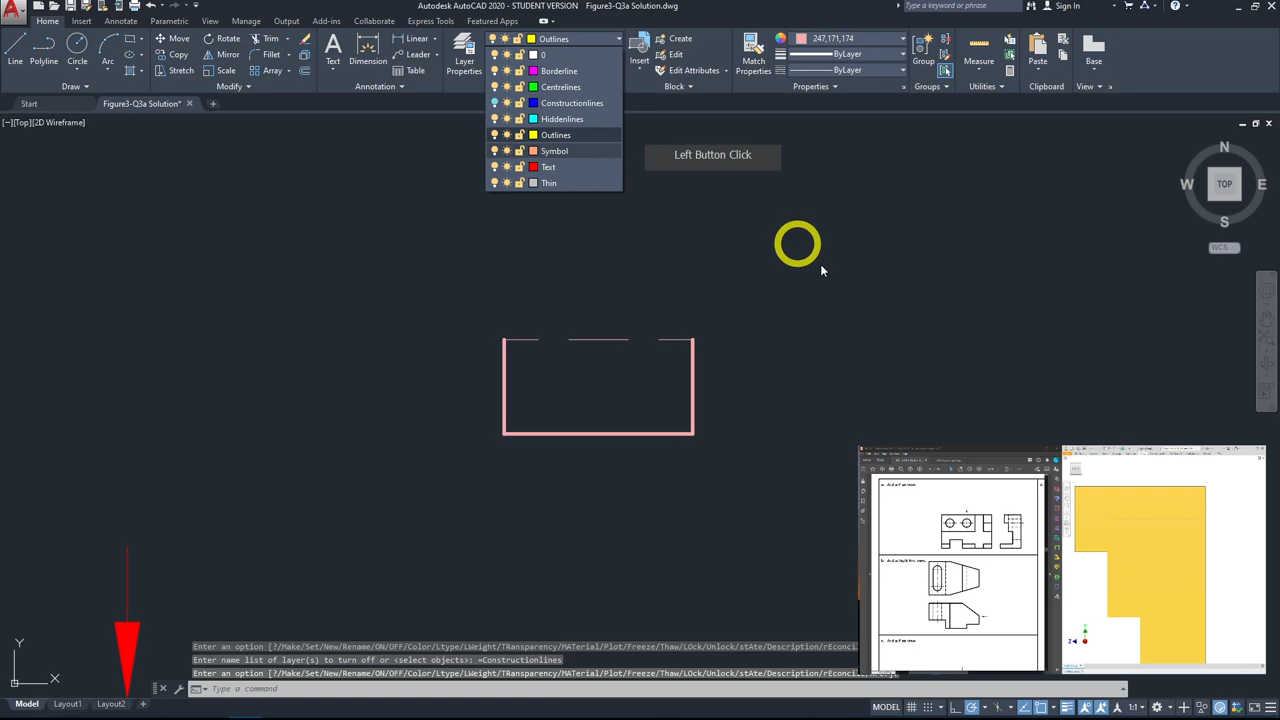 Autodesk AutoCAD 2020 - STUDENT VERSION Figure3-Q3a Solution.dwg
Type a keyword or phrase
Sign In
Home Insert Annotate Parametric View Manage Output Add-ins Collaborate Express Tools Featured Apps
Line Polyline Circle Arc
Move Rotate Trim
Copy Mirror Fillet
Stretch Scale Array
Text Dimension
Linear
Leader
Table
Layer Properties
Outlines
0
Borderline
Centrelines
Constructionlines
Hiddenlines
Outlines
Symbol
Text
Thin
Insert
Create
Edit
Edit Attributes
Match Properties
247,171,174
ByLayer
ByLayer
Group
Measure
Paste
Base
Draw Modify Annotation Block Properties Groups Utilities Clipboard View
Start Figure3-Q3a Solution*
[−][Top][2D Wireframe]
Left Button Click
N
W TOP E
S
WCS
Y
X
Enter an option [?/Make/Set/New/Rename/ON/OFF/Color/Ltype/LWeight/TRansparency/MATerial/Plot/Freeze/Thaw/LOck/Unlock/stAte/Description/rEconcil
Enter name list of layer(s) to turn off or <select objects>: =Constructionlines
Enter an option [?/Make/Set/New/Rename/ON/OFF/Color/Ltype/LWeight/TRansparency/MATerial/Plot/Freeze/Thaw/LOck/Unlock/stAte/Description/rEconcil
Type a command
Model Layout1 Layout2 +
MODEL
1:1
Y
Z